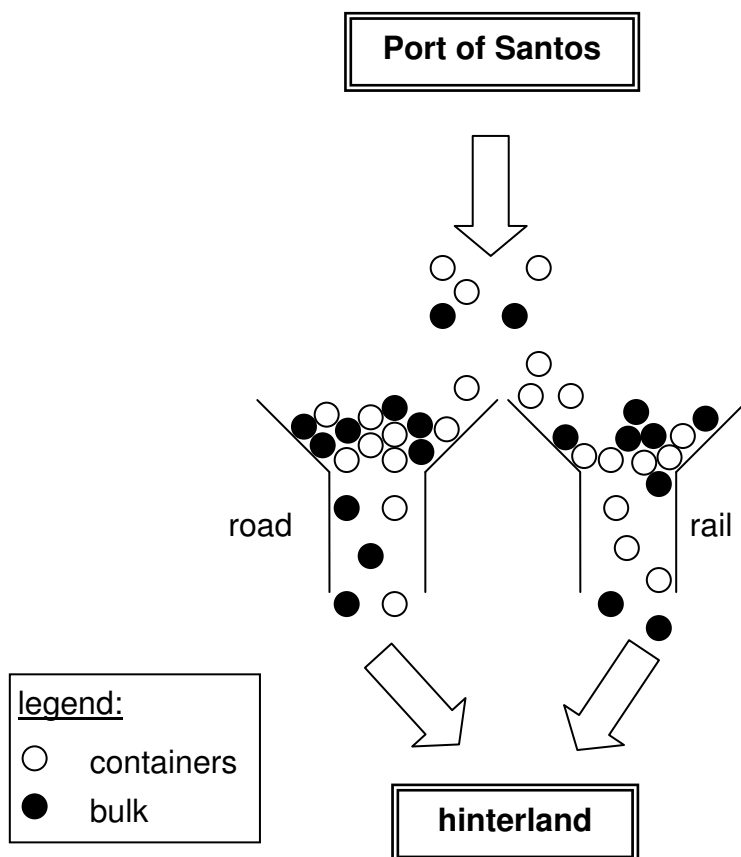 Port of Santos
road
rail
legend:
containers
bulk
hinterland